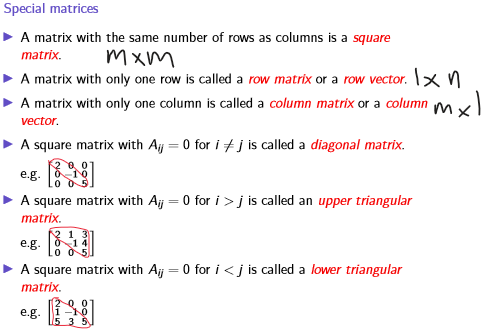 Special matrices
A matrix with the same number of rows as columns is a square
matrix. m×m
A matrix with only one row is called a row matrix or a row vector. 1×n
A matrix with only one column is called a column matrix or a column
vector. m×1
A square matrix with Aij = 0 for i ≠ j is called a diagonal matrix.
2 0 0
e.g. 0 −1 0
0 0 5
A square matrix with Aij = 0 for i > j is called an upper triangular
matrix.
2 1 3
e.g. 0 −1 4
0 0 5
A square matrix with Aij = 0 for i < j is called a lower triangular
matrix.
2 0 0
e.g. 1 −1 0
5 3 5